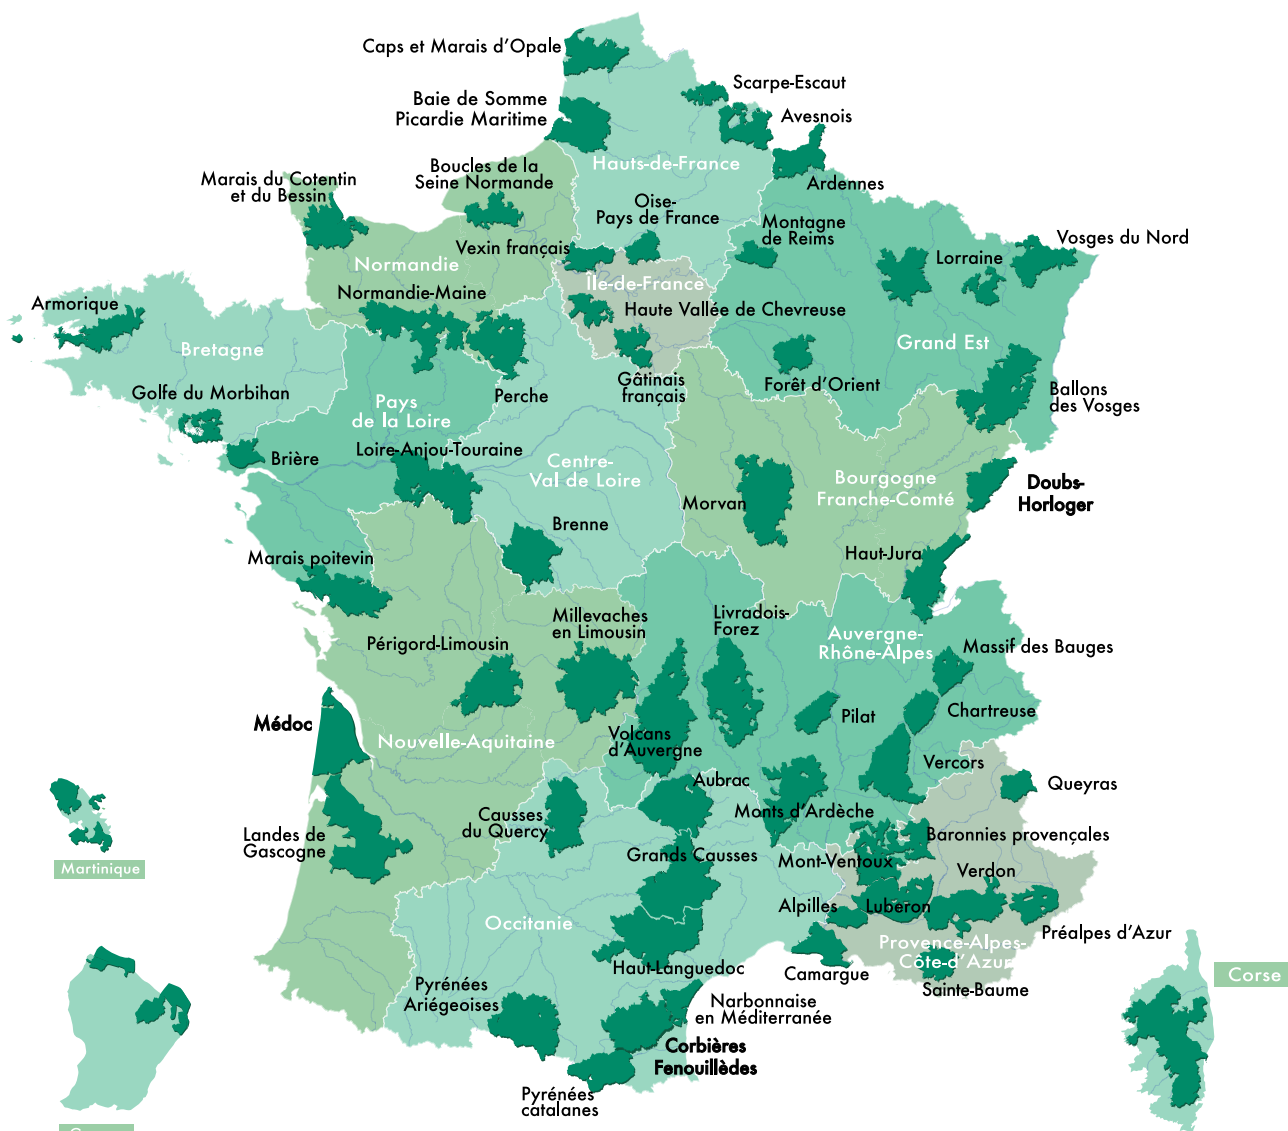 Caps et Marais d'Opale
Scarpe-Escaut
Baie de Somme
Picardie Maritime
Avesnois
Hauts-de-France
Boucles de la
Seine Normande
Marais du Cotentin
et du Bessin
Ardennes
Oise-
Pays de France
Montagne
de Reims
Vosges du Nord
Vexin français
Lorraine
Normandie
Île-de-France
Normandie-Maine
Armorique
Haute Vallée de Chevreuse
Bretagne
Grand Est
Gâtinais
français
Forêt d'Orient
Golfe du Morbihan
Perche
Ballons
des Vosges
Pays
de la Loire
Loire-Anjou-Touraine
Brière
Centre-
Val de Loire
Bourgogne
Franche-Comté
Doubs-
Horloger
Morvan
Brenne
Haut-Jura
Marais poitevin
Millevaches
en Limousin
Livradois-
Forez
Périgord-Limousin
Auvergne-
Rhône-Alpes
Massif des Bauges
Médoc
Pilat
Chartreuse
Nouvelle-Aquitaine
Volcans
d'Auvergne
Vercors
Aubrac
Queyras
Causses
du Quercy
Monts d'Ardèche
Landes de
Gascogne
Baronnies provençales
Grands Causses
Mont-Ventoux
Martinique
Verdon
Alpilles
Luberon
Occitanie
Préalpes d'Azur
Provence-Alpes-
Côte-d'Azur
Haut-Languedoc
Camargue
Corse
Sainte-Baume
Pyrénées
Ariégeoises
Narbonnaise
en Méditerranée
Corbières
Fenouillèdes
Pyrénées
catalanes